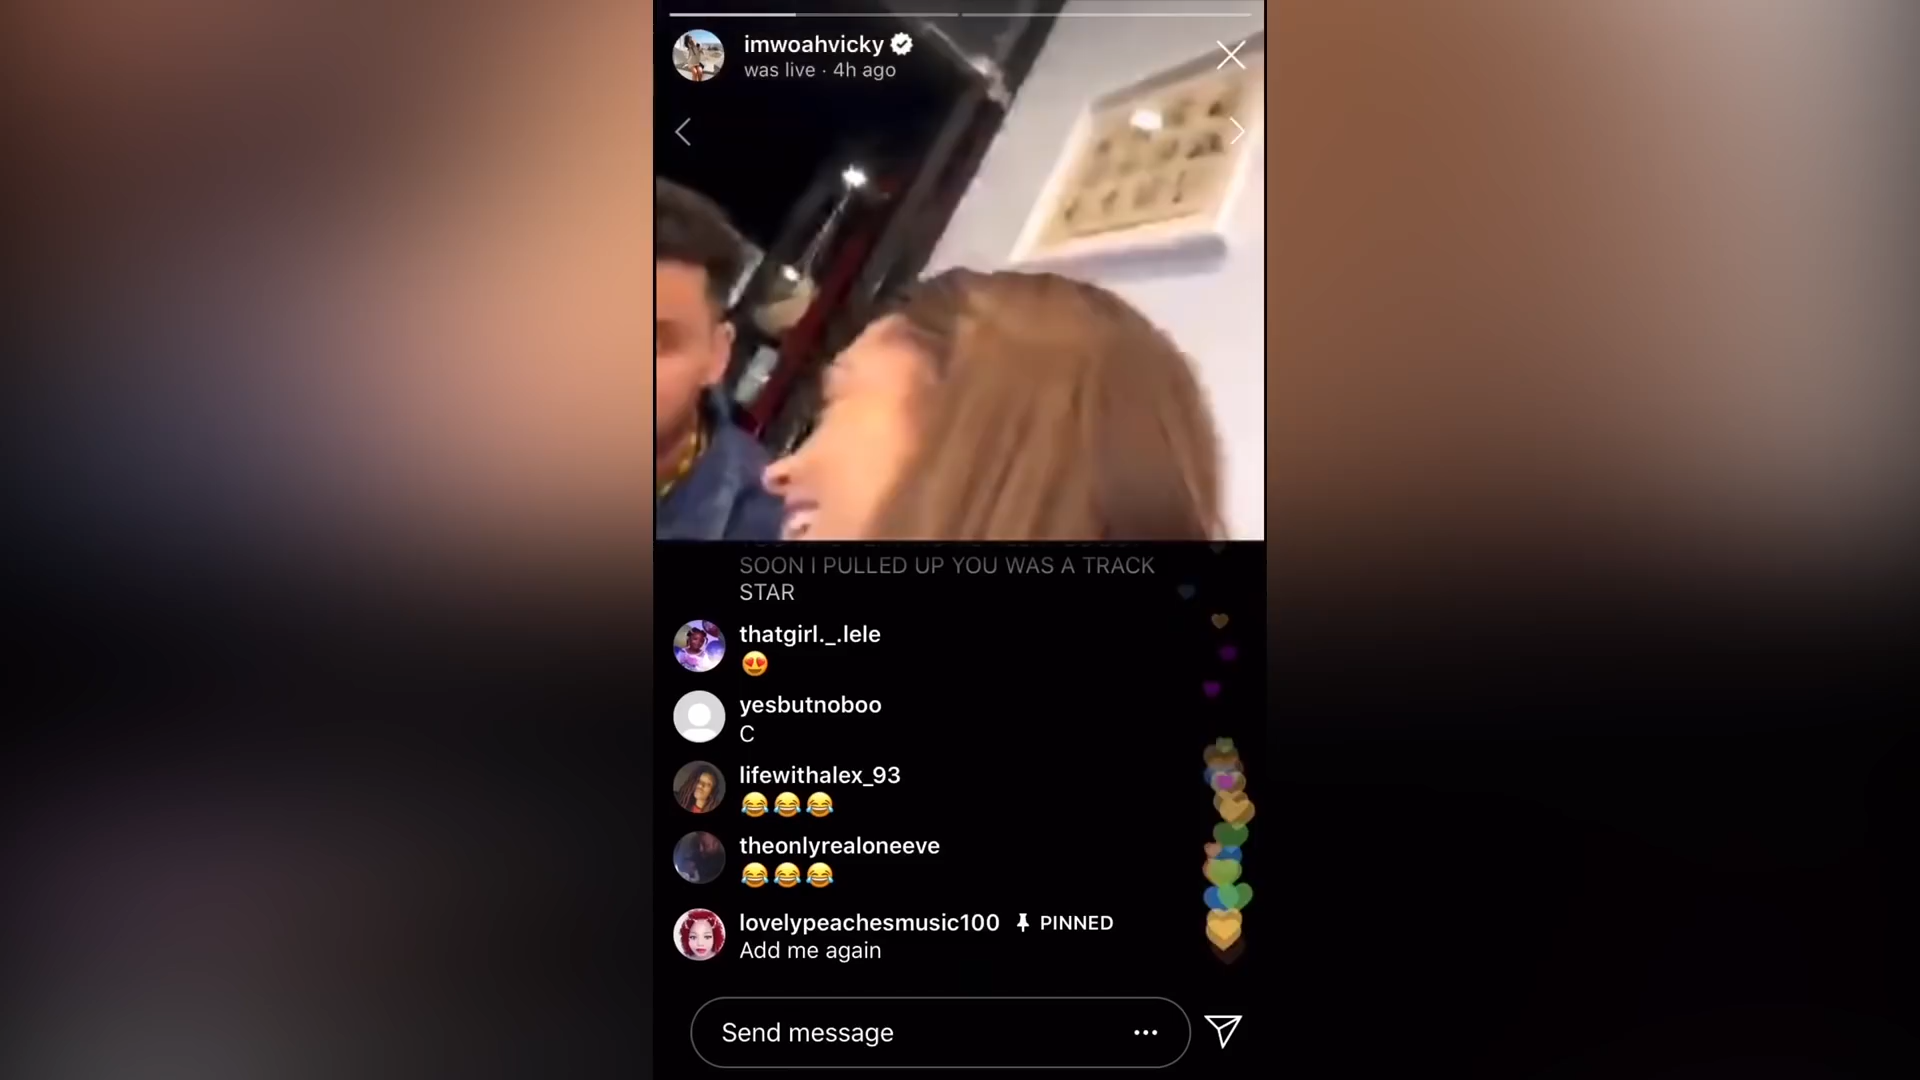 imwoahvicky
was live · 4h ago
SOON I PULLED UP YOU WAS A TRACK
STAR
thatgirl._.lele
😍
yesbutnoboo
C
lifewithalex_93
😂😂😂
theonlyrealoneeve
😂😂😂
lovelypeachesmusic100 PINNED
Add me again
Send message